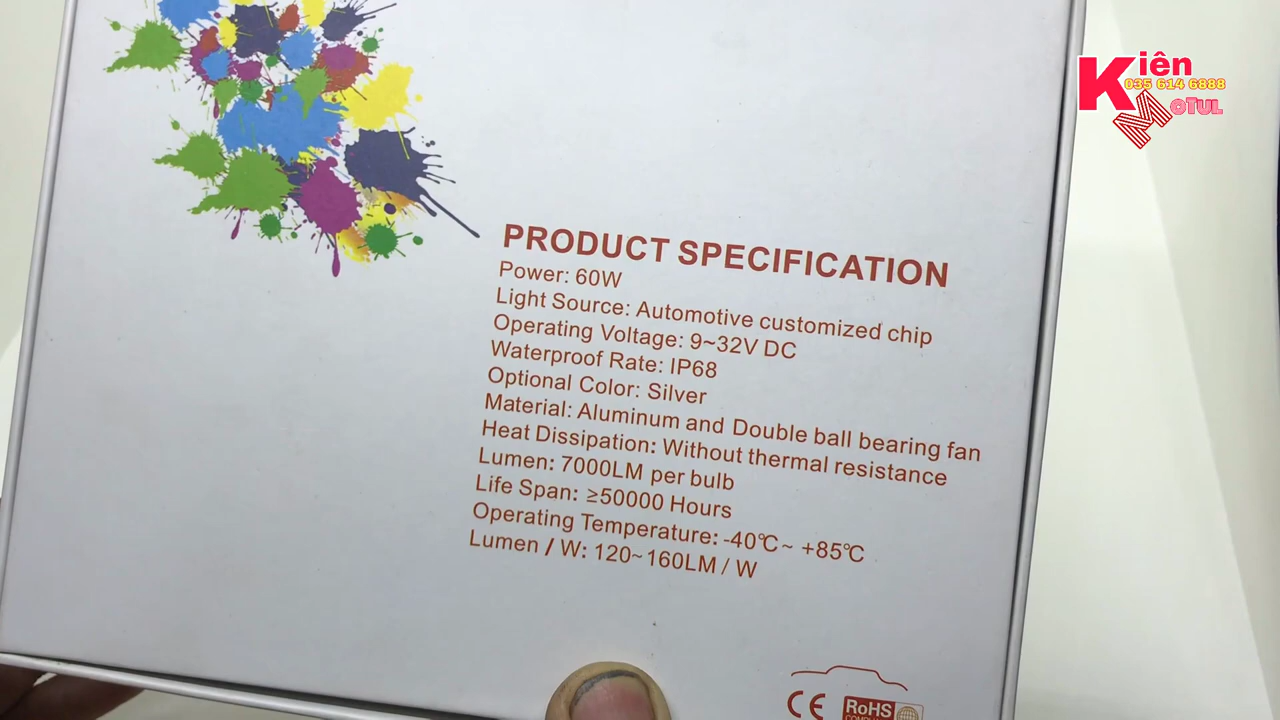 Kiên
035 614 6888
MOTUL
PRODUCT SPECIFICATION
Power: 60W
Light Source: Automotive customized chip
Operating Voltage: 9~32V DC
Waterproof Rate: IP68
Optional Color: Silver
Material: Aluminum and Double ball bearing fan
Heat Dissipation: Without thermal resistance
Lumen: 7000LM per bulb
Life Span: ≥50000 Hours
Operating Temperature: -40℃~ +85℃
Lumen / W: 120~160LM / W
CE
RoHS